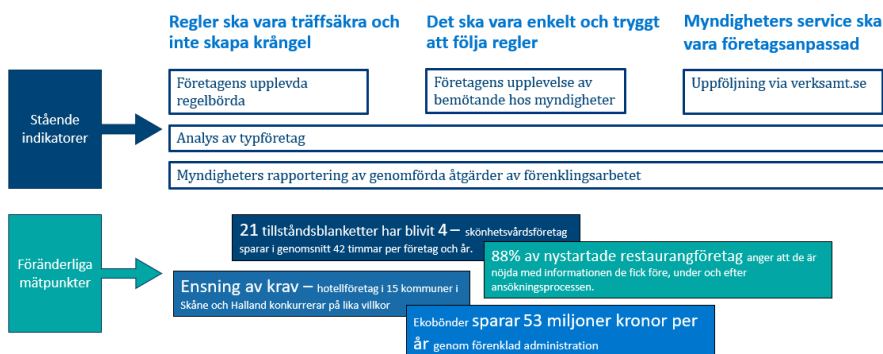 Regler ska vara träffsäkra och
inte skapa krångel
Det ska vara enkelt och tryggt
att följa regler
Myndigheters service ska
vara företagsanpassad
Stående
indikatorer
Företagens upplevda
regelbörda
Företagens upplevelse av
bemötande hos myndigheter
Uppföljning via verksamt.se
Analys av typföretag
Myndigheters rapportering av genomförda åtgärder av förenklingsarbetet
Föränderliga
mätpunkter
21 tillståndsblanketter har blivit 4 – skönhetsvårdsföretag
sparar i genomsnitt 42 timmar per företag och år.
88% av nystartade restaurangföretag anger att de är
nöjda med informationen de fick före, under och efter
ansökningsprocessen.
Ensning av krav – hotellföretag i 15 kommuner i
Skåne och Halland konkurrerar på lika villkor
Ekobönder sparar 53 miljoner kronor per
år genom förenklad administration